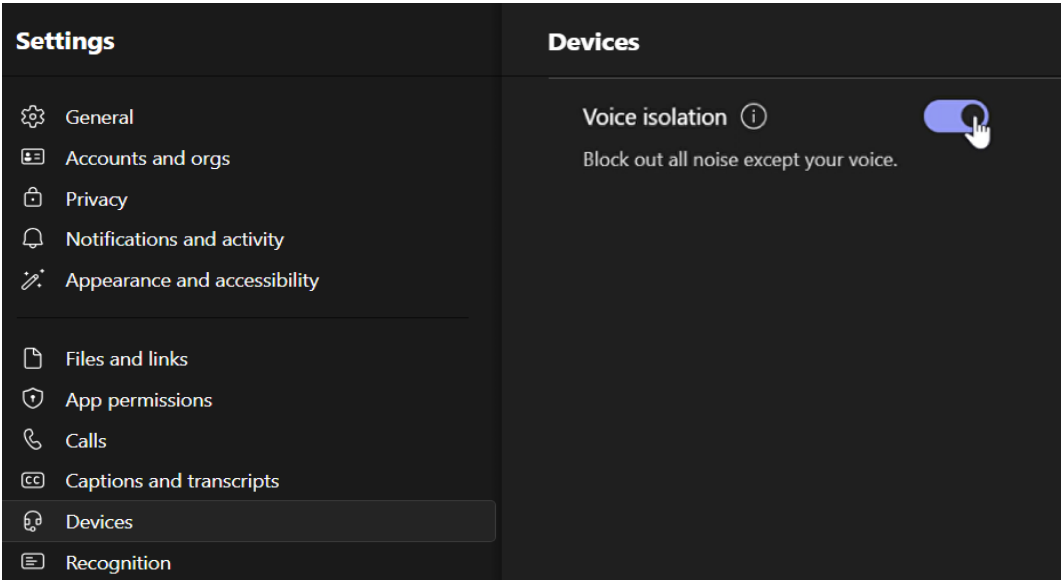 Settings
General
Accounts and orgs
Privacy
Notifications and activity
Appearance and accessibility
Files and links
App permissions
Calls
CC
Captions and transcripts
Devices
Recognition
Devices
Voice isolation
Block out all noise except your voice.